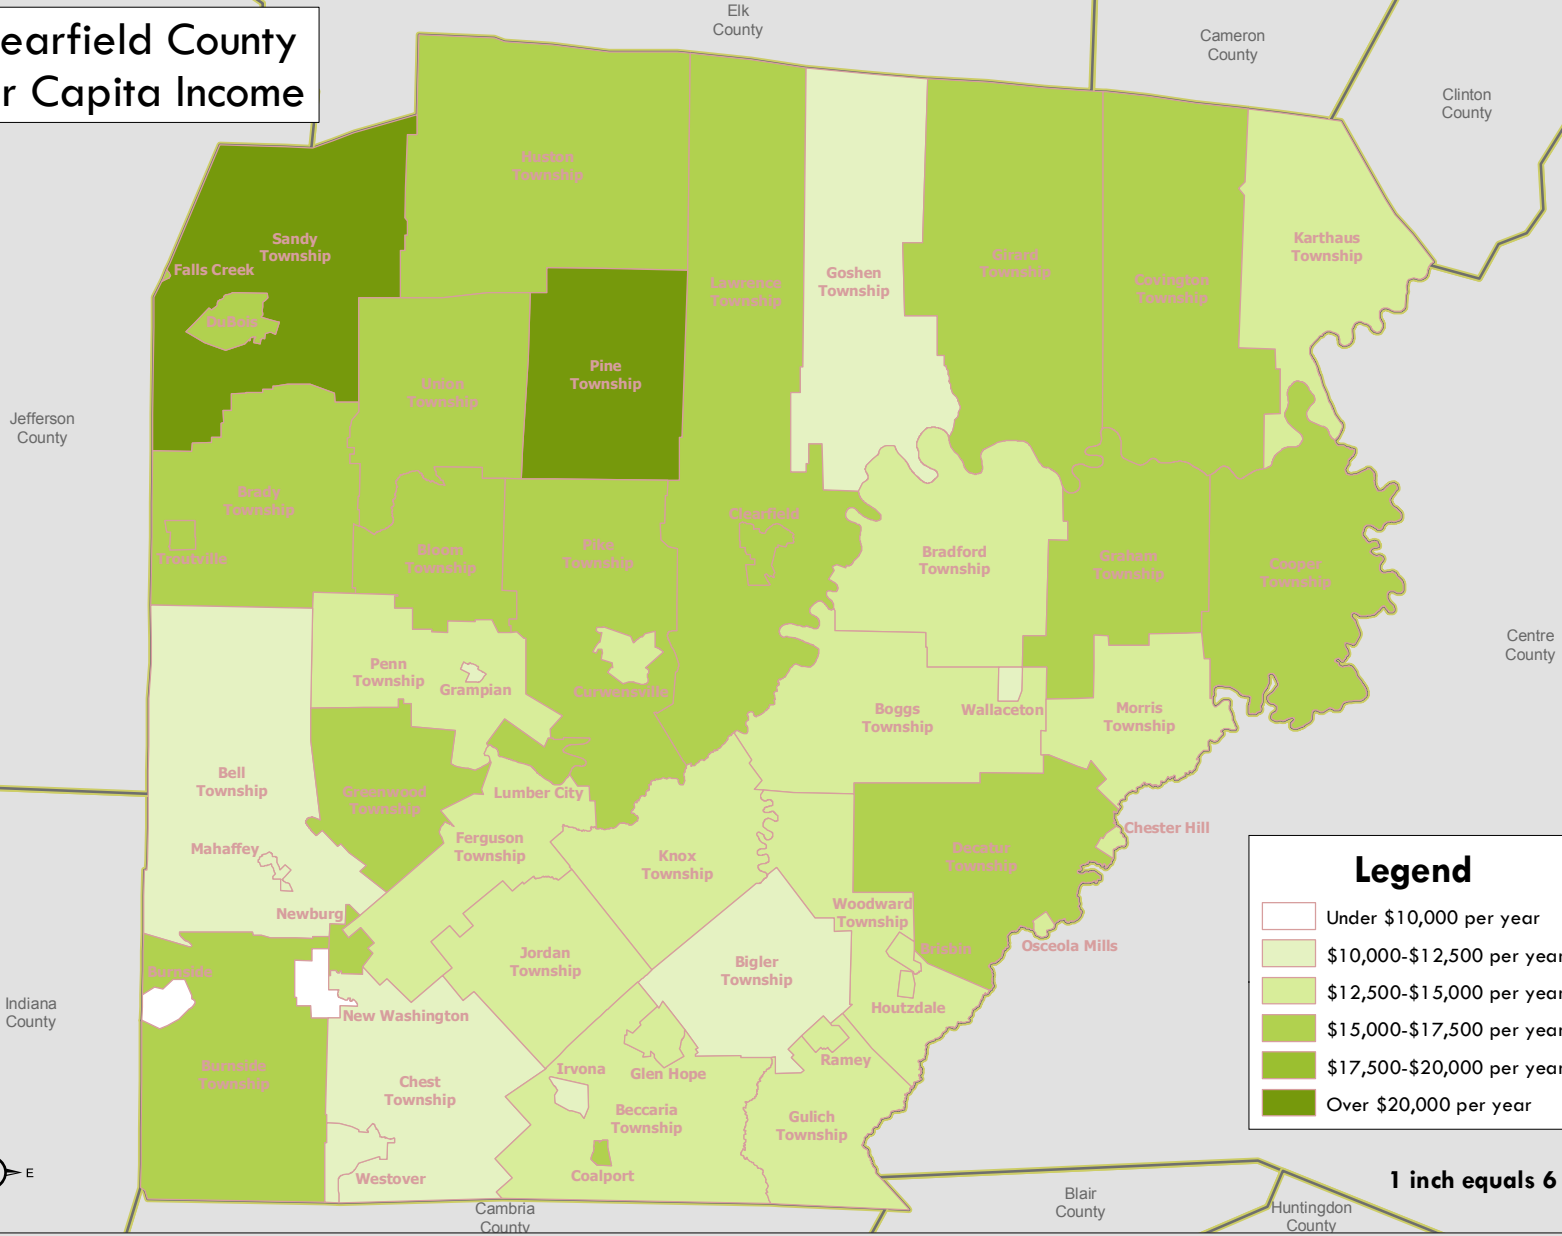 earfield County
r Capita Income
Elk
County
Cameron
County
Clinton
County
Huston
Township
Sandy
Township
Falls Creek
DuBois
Karthaus
Township
Girard
Township
Goshen
Township
Lawrence
Township
Covington
Township
Pine
Township
Union
Township
Jefferson
County
Brady
Township
Troutville
Clearfield
Bloom
Township
Pike
Township
Bradford
Township
Graham
Township
Cooper
Township
Centre
County
Penn
Township
Grampian
Curwensville
Boggs
Township
Wallaceton
Morris
Township
Bell
Township
Greenwood
Township
Lumber City
Ferguson
Township
Mahaffey
Knox
Township
Decatur
Township
Chester Hill
Newburg
Woodward
Township
Brisbin
Osceola Mills
Jordan
Township
Bigler
Township
Burnside
Houtzdale
Indiana
County
New Washington
Burnside
Township
Chest
Township
Irvona
Glen Hope
Ramey
Beccaria
Township
Gulich
Township
Coalport
Westover
E
Cambria
County
Blair
County
Huntingdon
County
Legend
Under $10,000 per year
$10,000-$12,500 per year
$12,500-$15,000 per year
$15,000-$17,500 per year
$17,500-$20,000 per year
Over $20,000 per year
1 inch equals 6